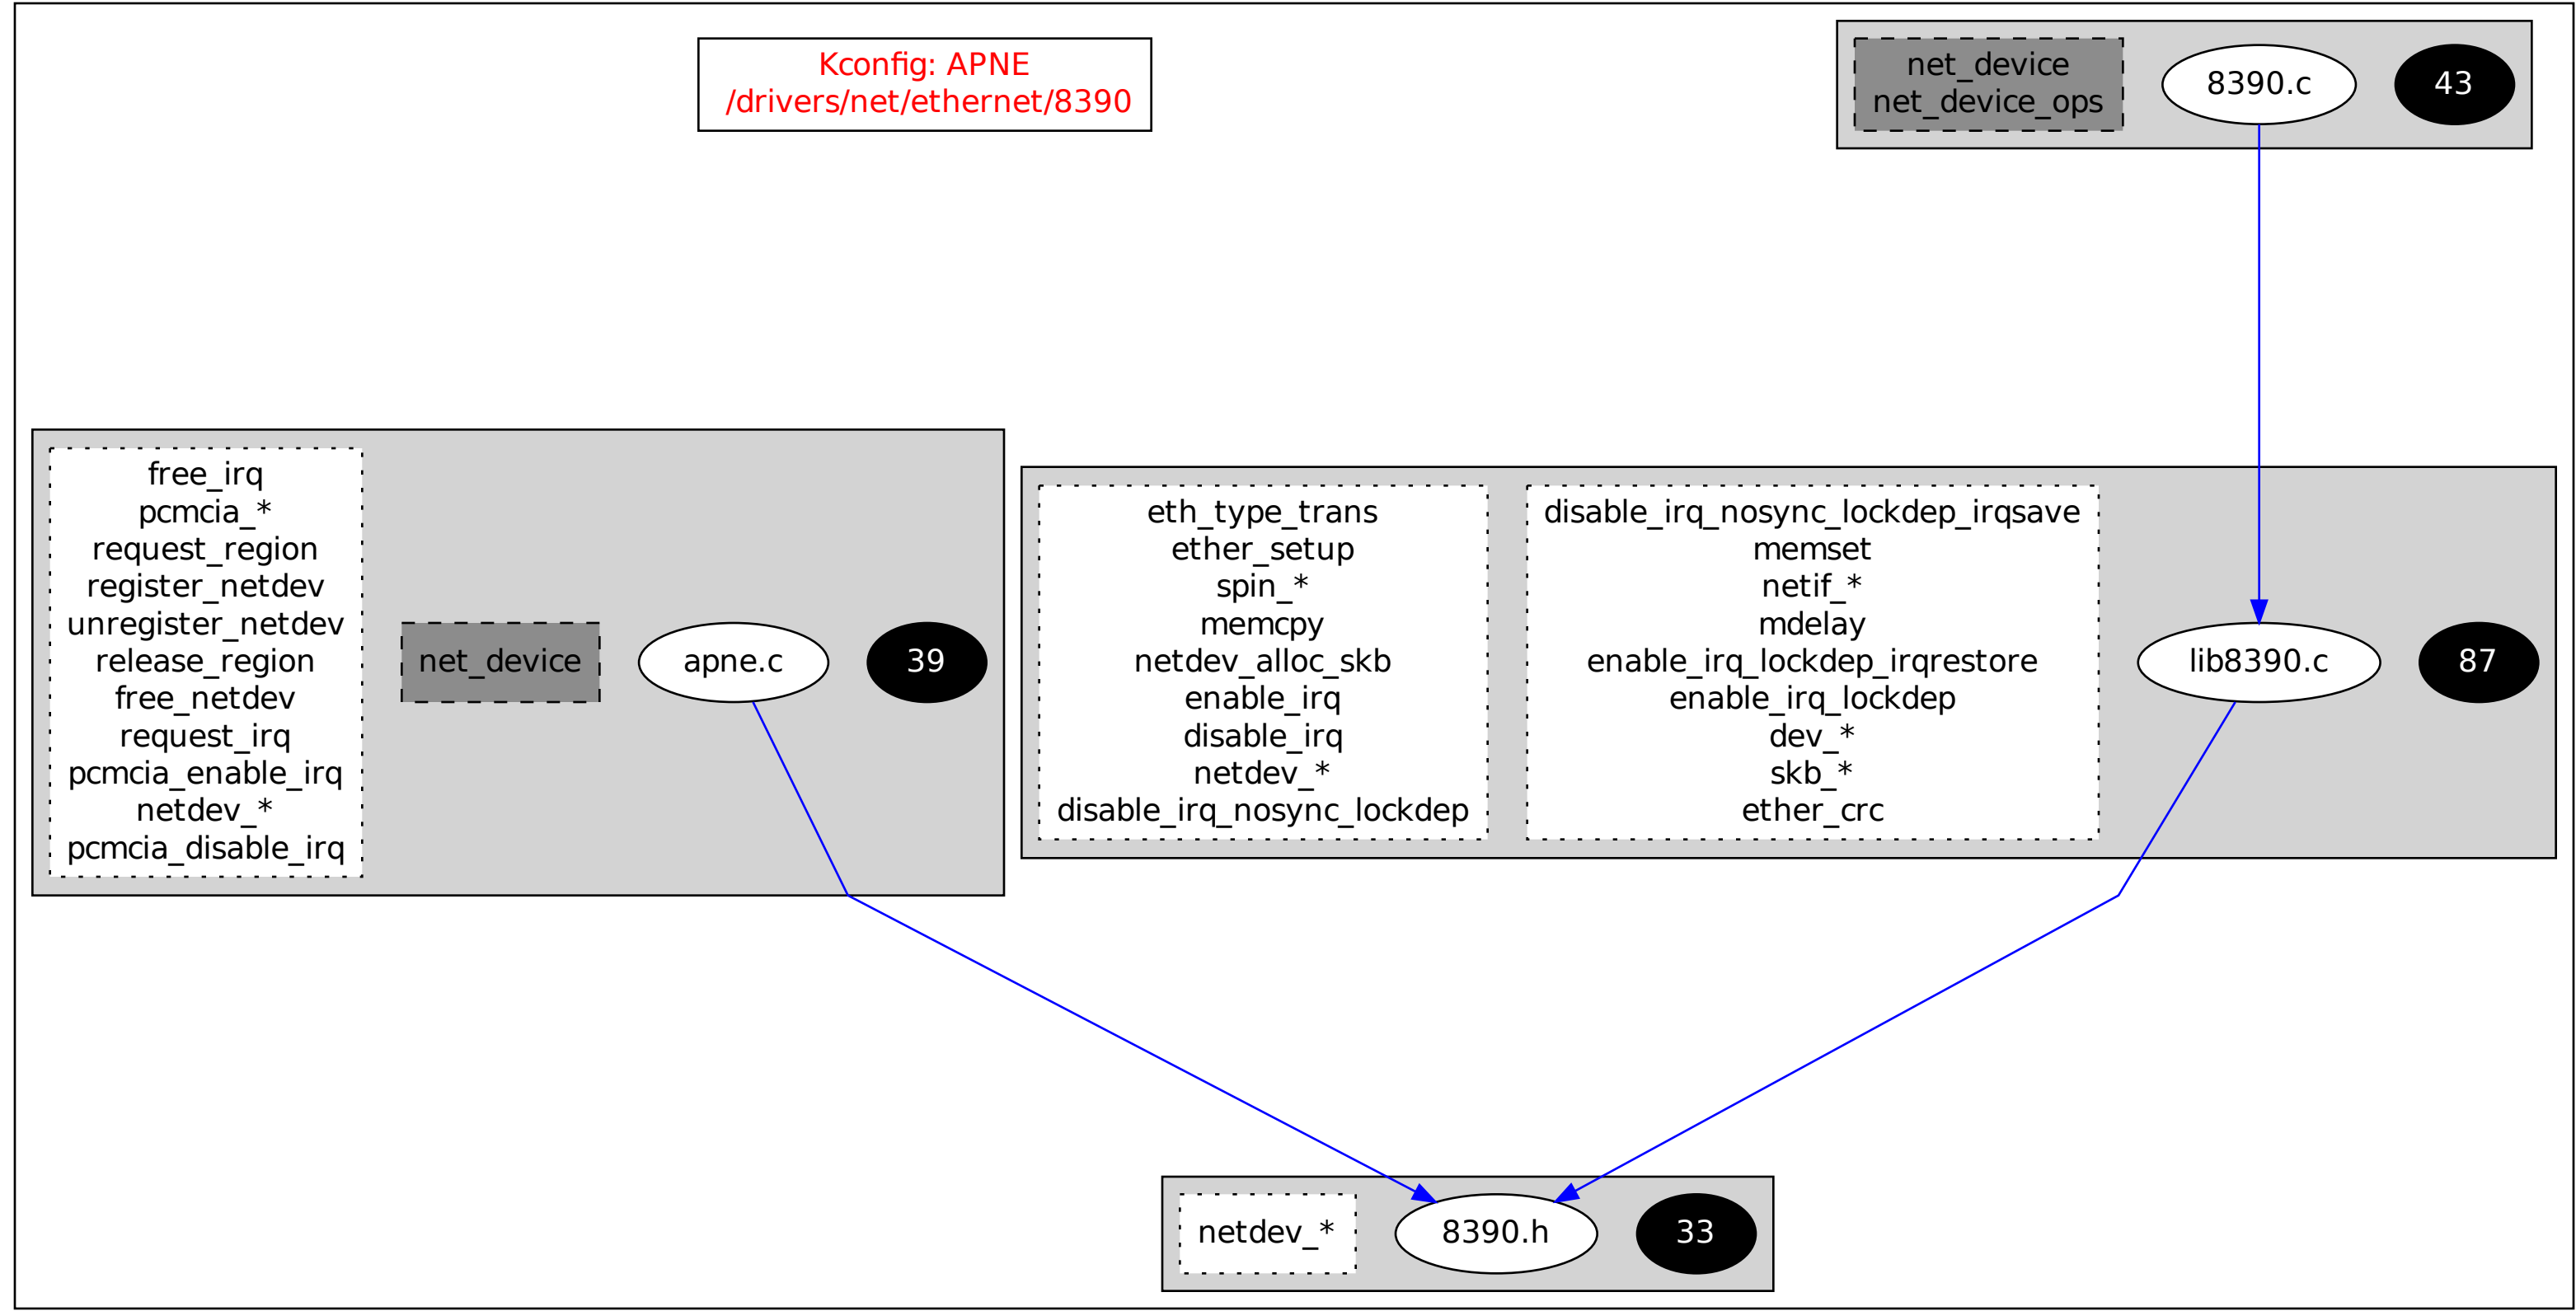 Kconfig: APNE
/drivers/net/ethernet/8390
net_device
net_device_ops
8390.c
43
free_irq
pcmcia_*
request_region
register_netdev
unregister_netdev
release_region
free_netdev
request_irq
pcmcia_enable_irq
netdev_*
pcmcia_disable_irq
net_device
apne.c
39
eth_type_trans
ether_setup
spin_*
memcpy
netdev_alloc_skb
enable_irq
disable_irq
netdev_*
disable_irq_nosync_lockdep
disable_irq_nosync_lockdep_irqsave
memset
netif_*
mdelay
enable_irq_lockdep_irqrestore
enable_irq_lockdep
dev_*
skb_*
ether_crc
lib8390.c
87
netdev_*
8390.h
33